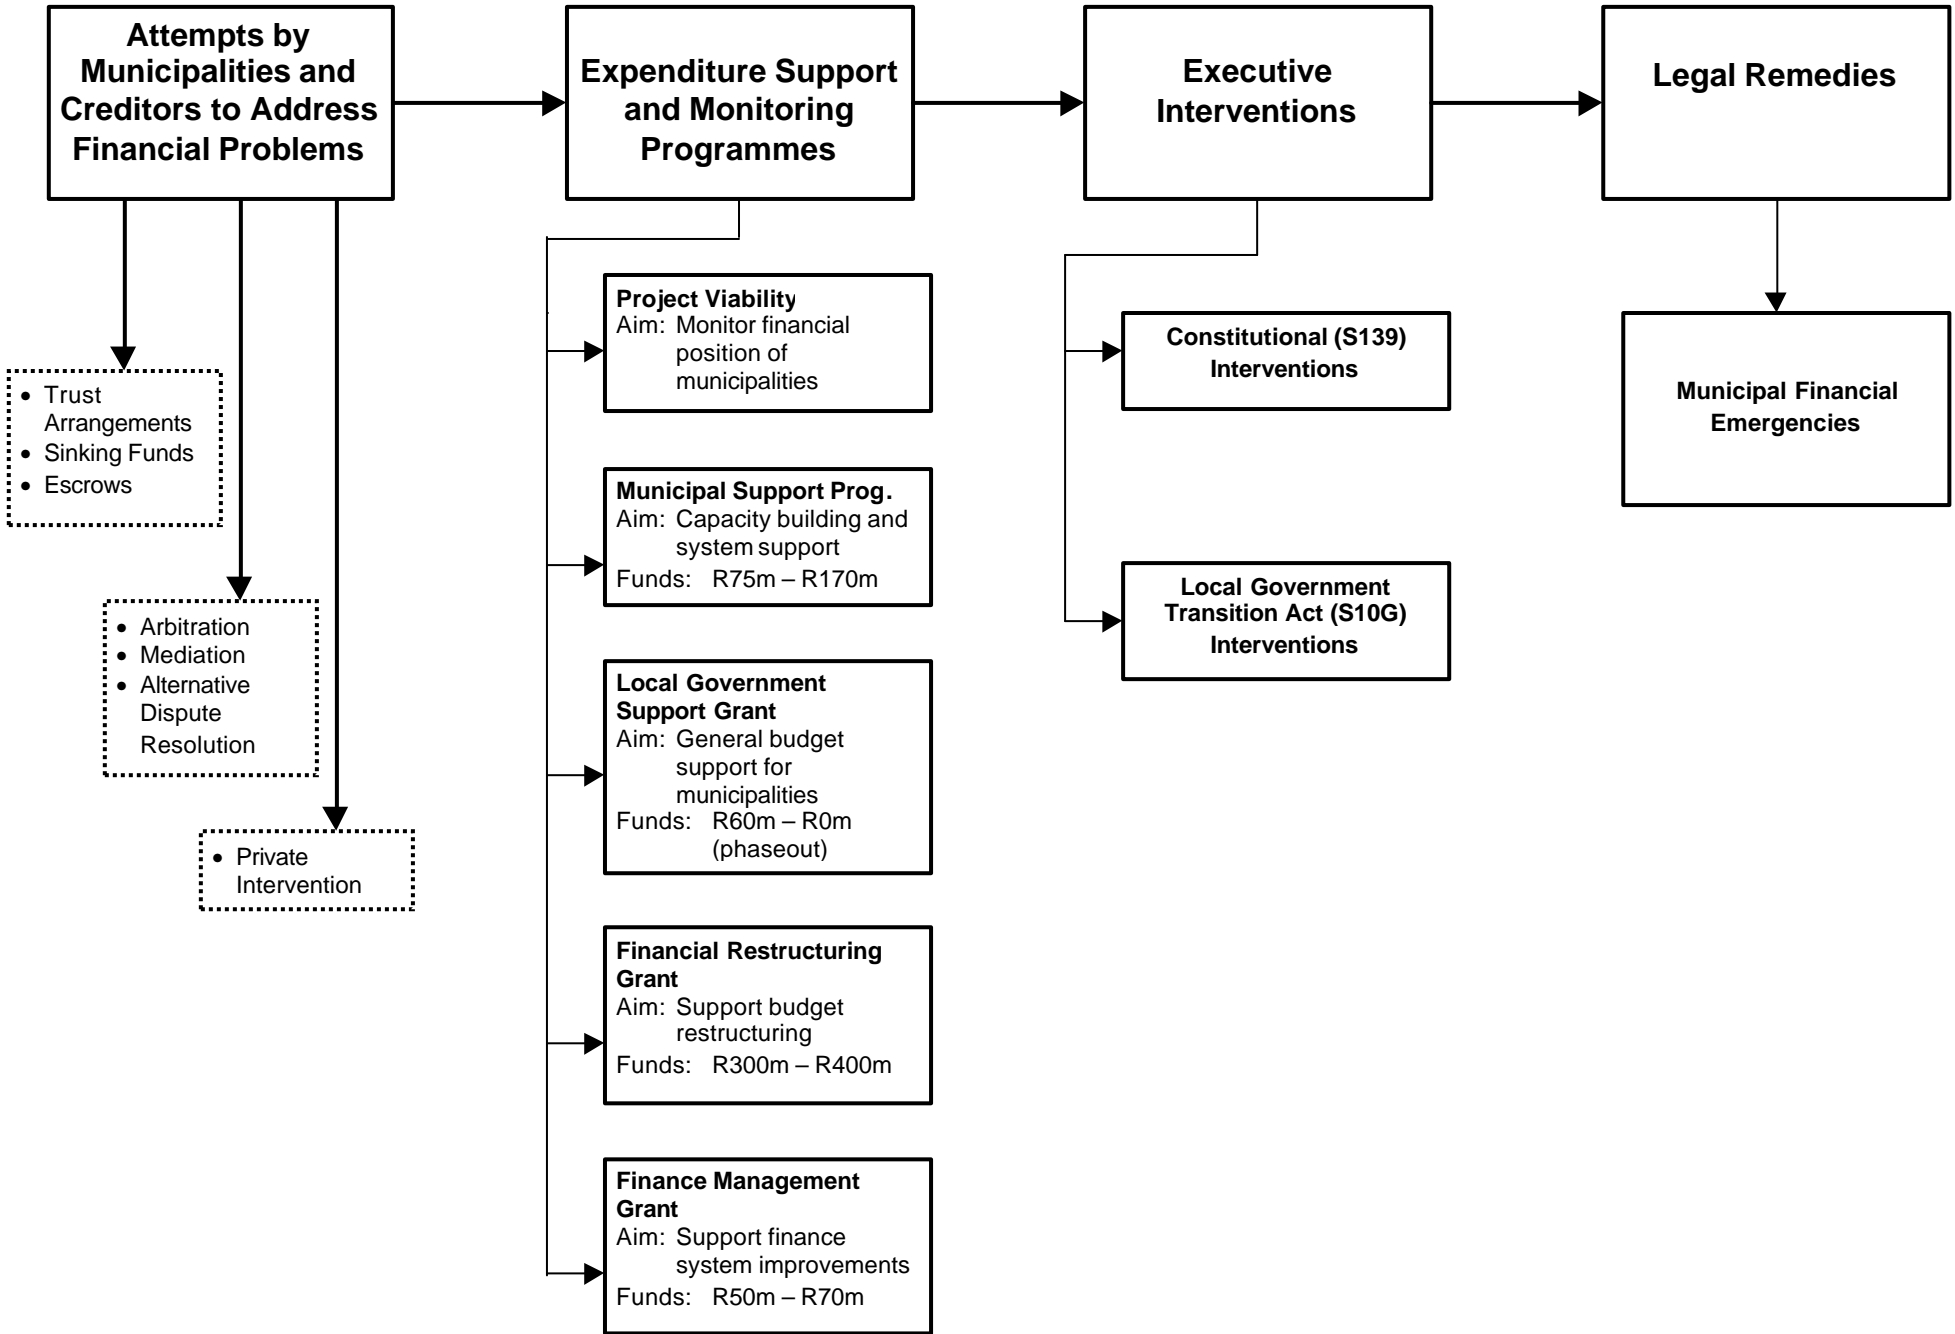 Attempts by
Municipalities and
Creditors to Address
Financial Problems
Expenditure Support
and Monitoring
Programmes
Executive
Interventions
Legal Remedies
• Trust
Arrangements
• Sinking Funds
• Escrows
• Arbitration
• Mediation
• Alternative
Dispute
Resolution
• Private
Intervention
Project Viability
Aim: Monitor financial
position of
municipalities
Municipal Support Prog.
Aim: Capacity building and
system support
Funds: R75m – R170m
Local Government
Support Grant
Aim: General budget
support for
municipalities
Funds: R60m – R0m
(phaseout)
Financial Restructuring
Grant
Aim: Support budget
restructuring
Funds: R300m – R400m
Finance Management
Grant
Aim: Support finance
system improvements
Funds: R50m – R70m
Constitutional (S139)
Interventions
Local Government
Transition Act (S10G)
Interventions
Municipal Financial
Emergencies